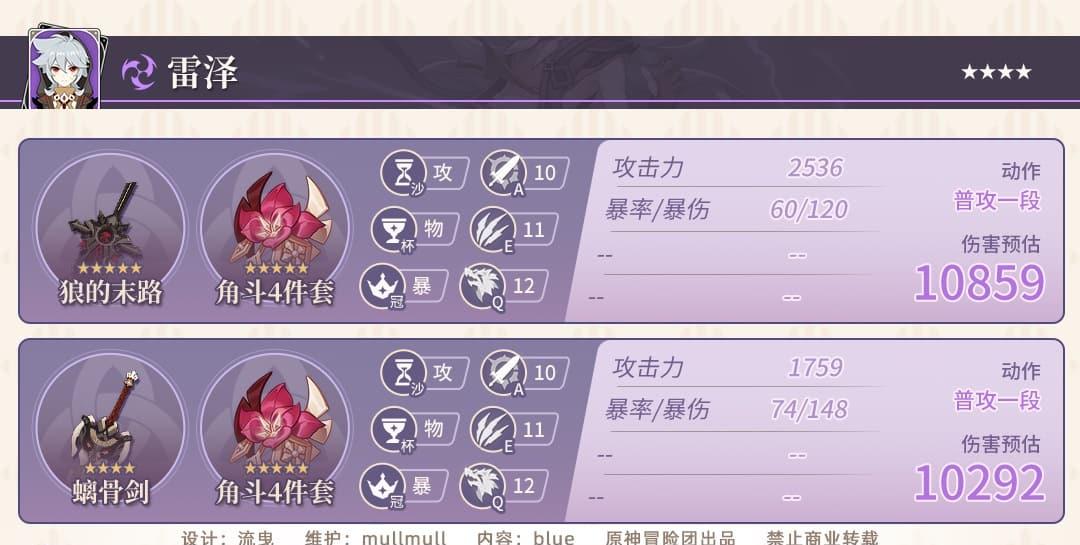 雷泽
狼的末路
角斗4件套
沙 攻
A 10
杯 物
E 11
冠 暴
Q 12
攻击力 2536
暴率/暴伤 60/120
-- --
-- --
动作
普攻一段
伤害预估
10859
螭骨剑
角斗4件套
沙 攻
A 10
杯 物
E 11
冠 暴
Q 12
攻击力 1759
暴率/暴伤 74/148
-- --
-- --
动作
普攻一段
伤害预估
10292
设计：流曳 维护：mullmull 内容：blue 原神冒险团出品 禁止商业转载